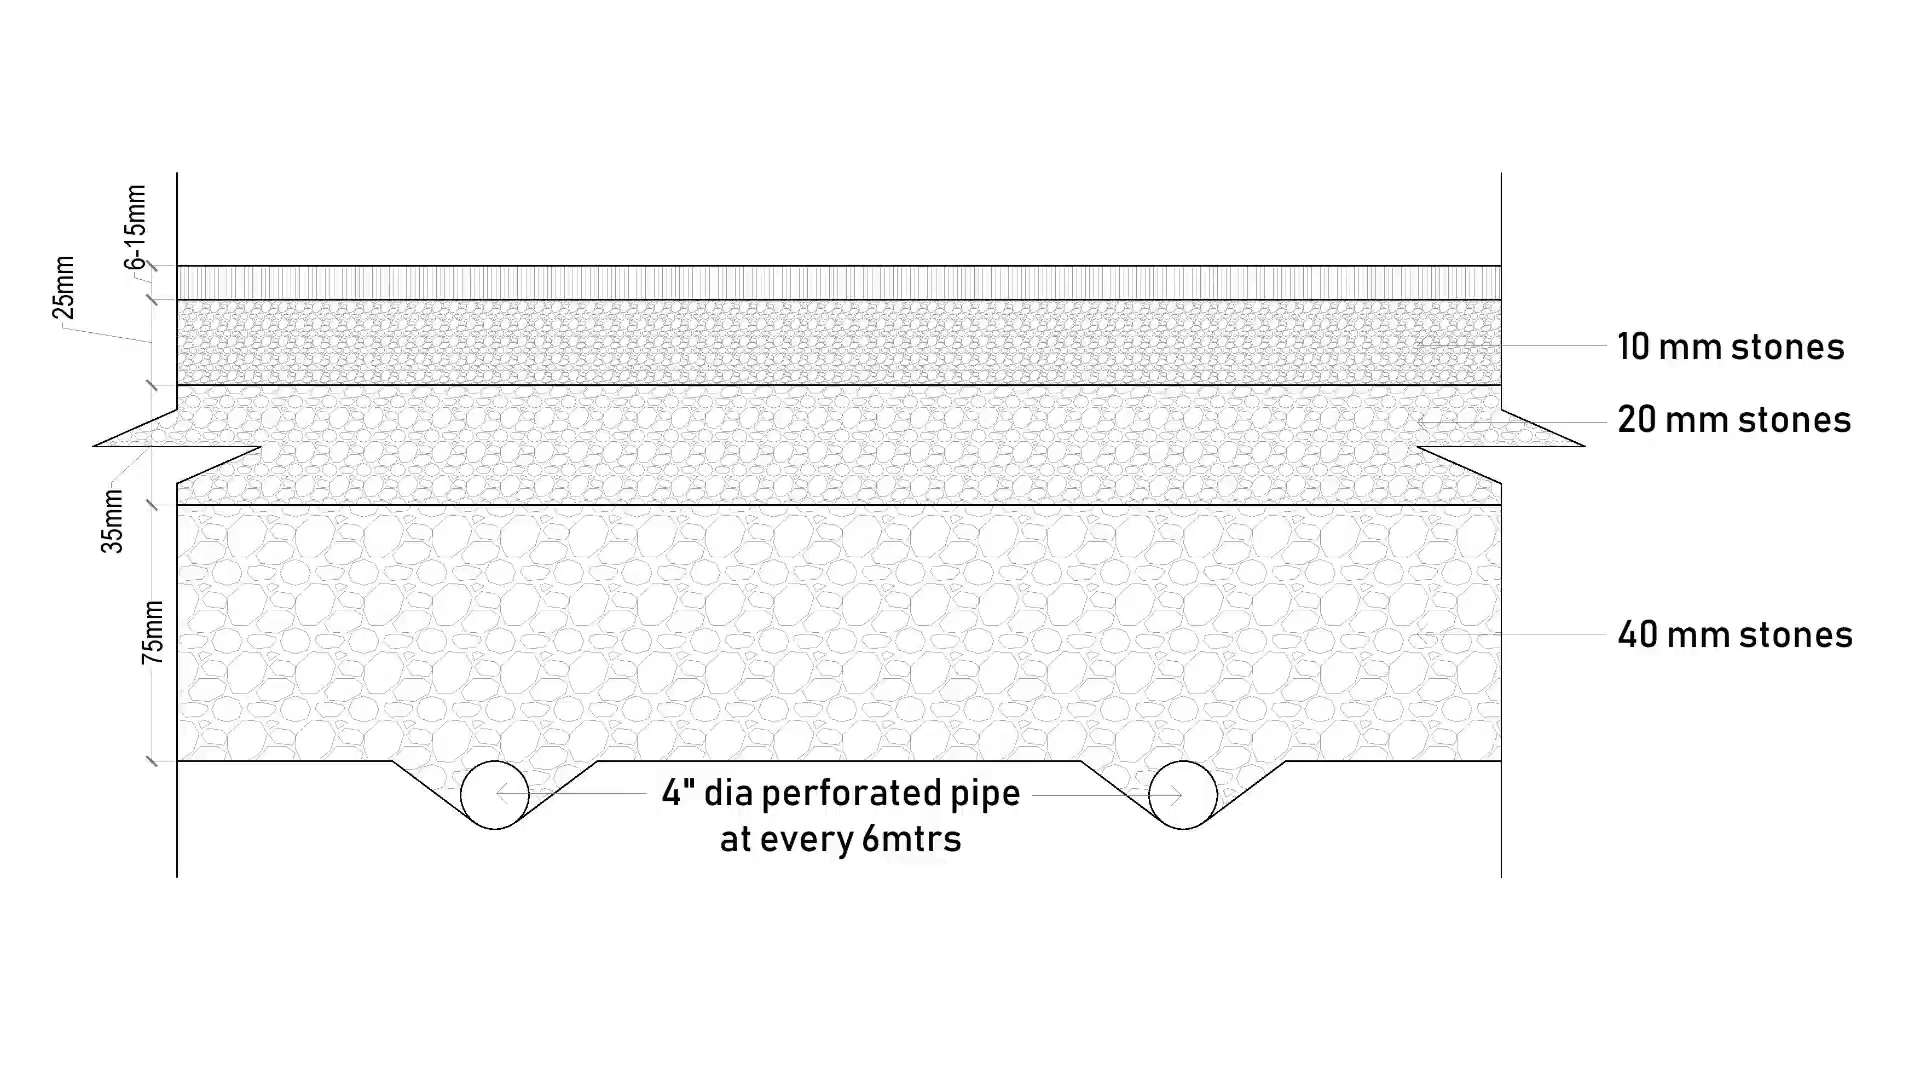 6-15mm
25mm
10 mm stones
20 mm stones
35mm
75mm
40 mm stones
4" dia perforated pipe
at every 6mtrs